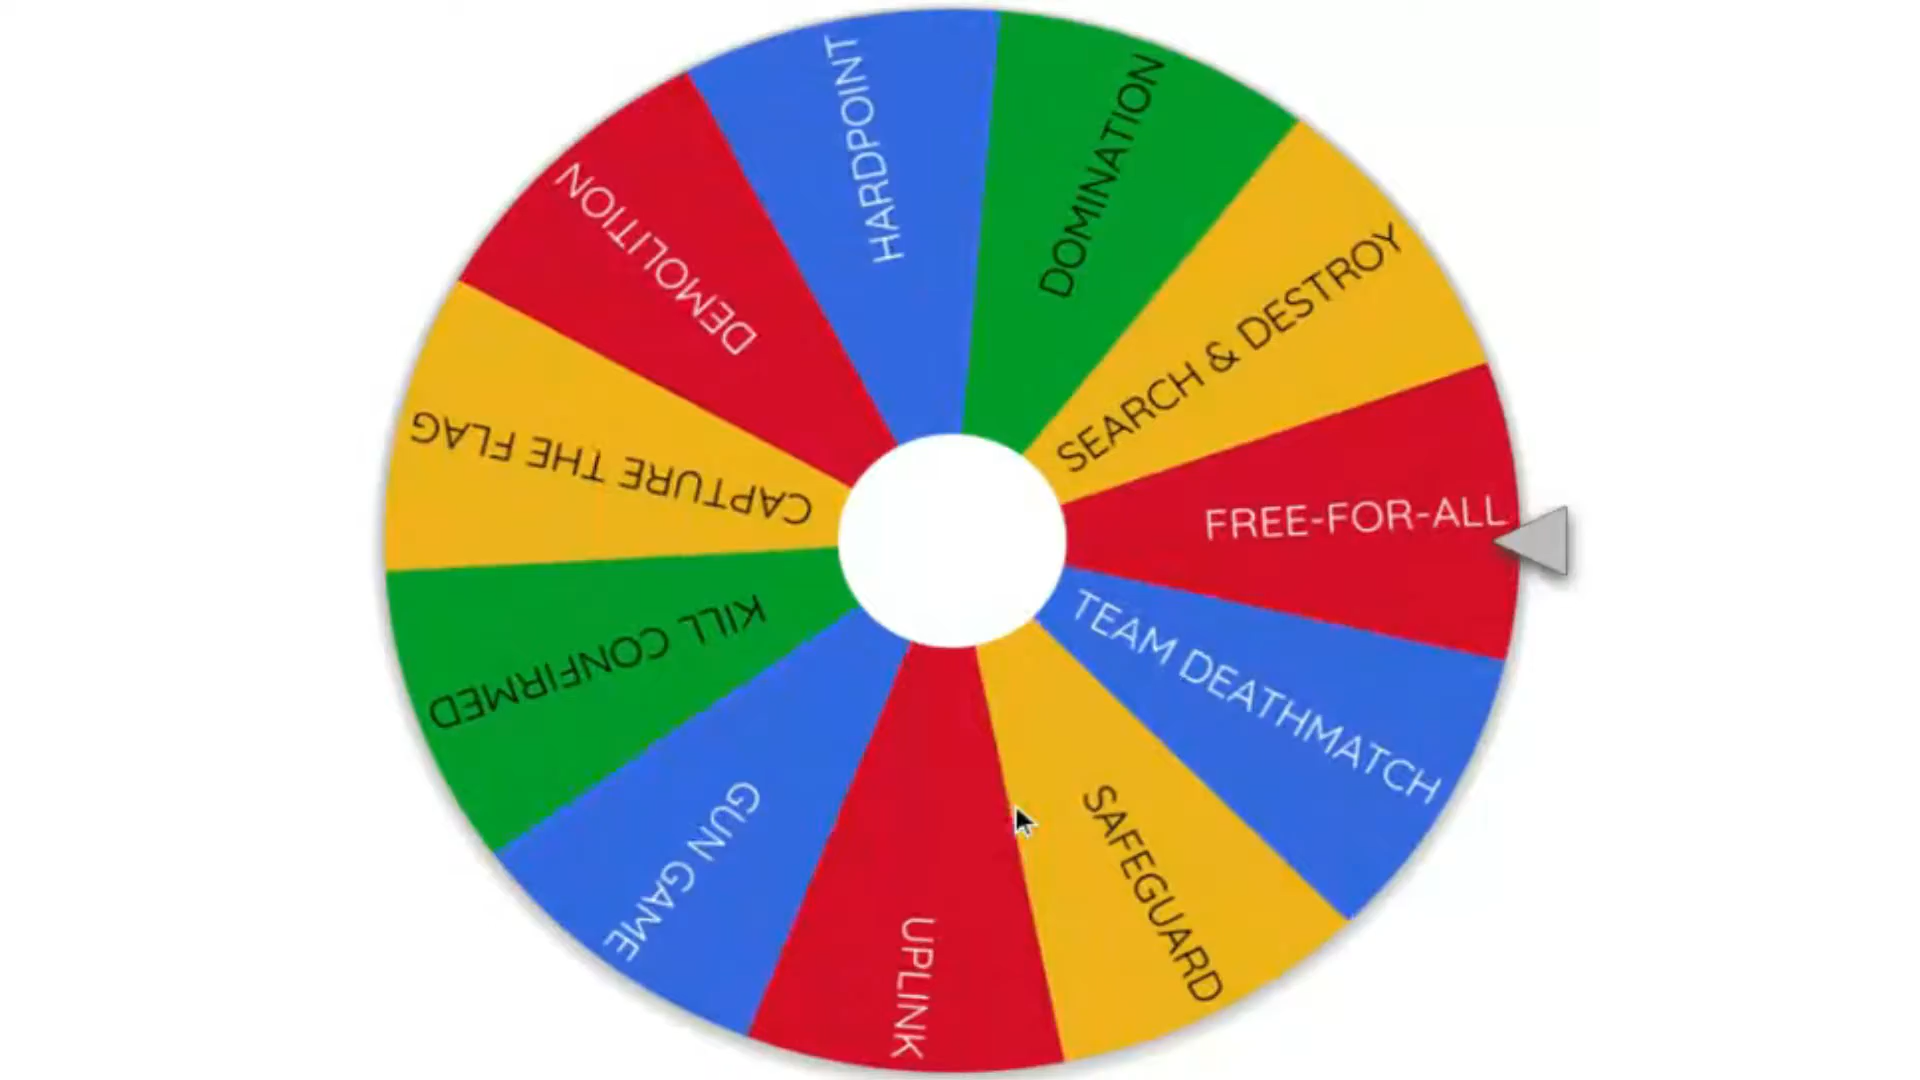 HARDPOINT
DOMINATION
SEARCH & DESTROY
FREE-FOR-ALL
TEAM DEATHMATCH
SAFEGUARD
UPLINK
GUN GAME
KILL CONFIRMED
CAPTURE THE FLAG
DEMOLITION